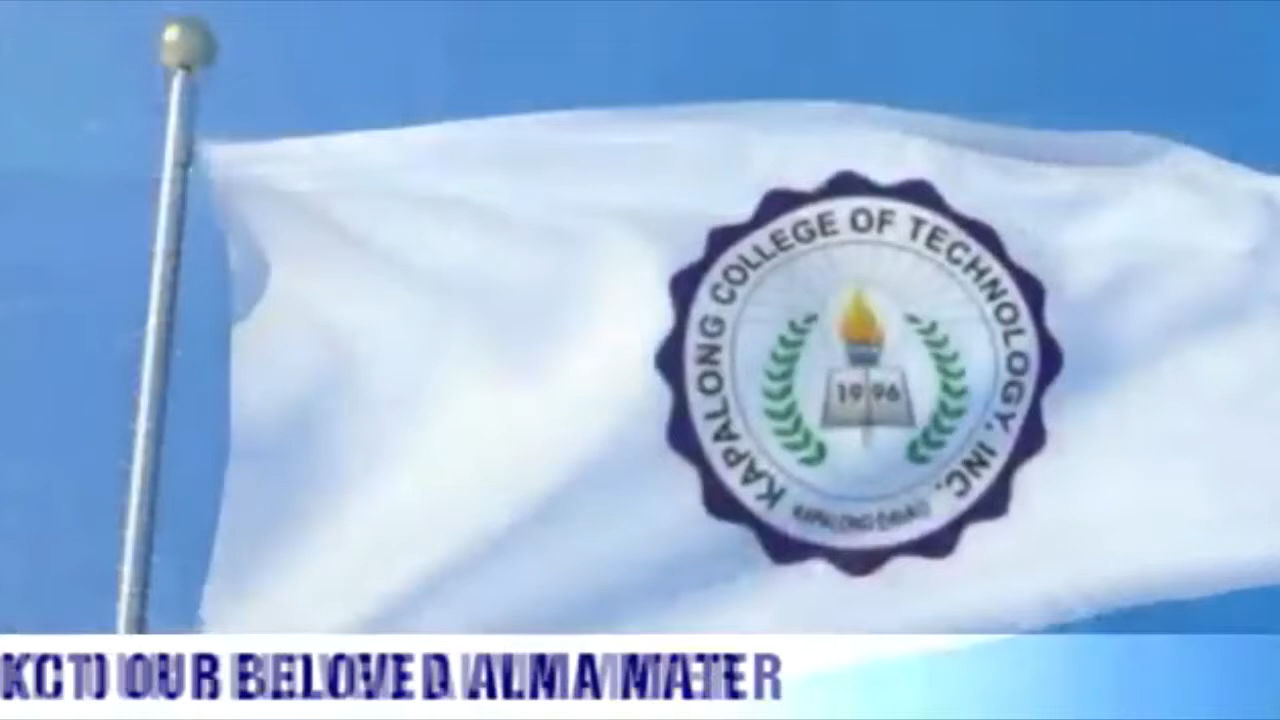 KAPALONG COLLEGE OF TECHNOLOGY, INC.
1996
KCT) OUR BELOVED ALMA MATER